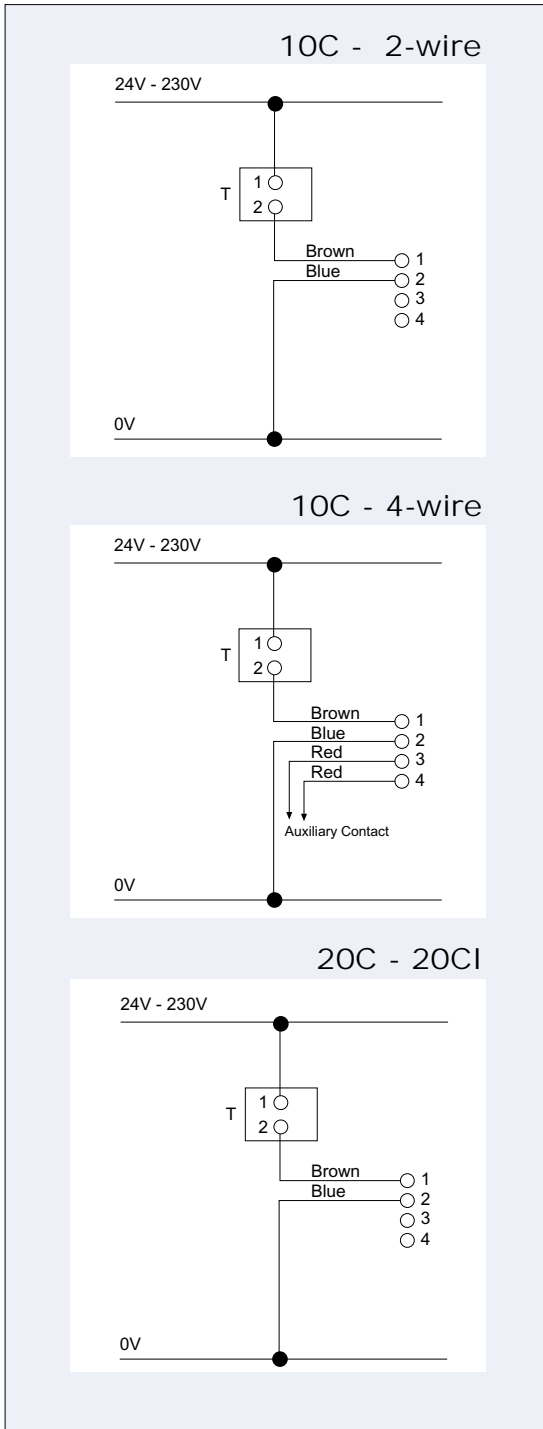 10C - 2-wire
24V - 230V
T
1
2
Brown
1
Blue
2
3
4
0V
10C - 4-wire
24V - 230V
T
1
2
Brown
1
Blue
2
Red
3
Red
4
Auxiliary Contact
0V
20C - 20CI
24V - 230V
T
1
2
Brown
1
Blue
2
3
4
0V